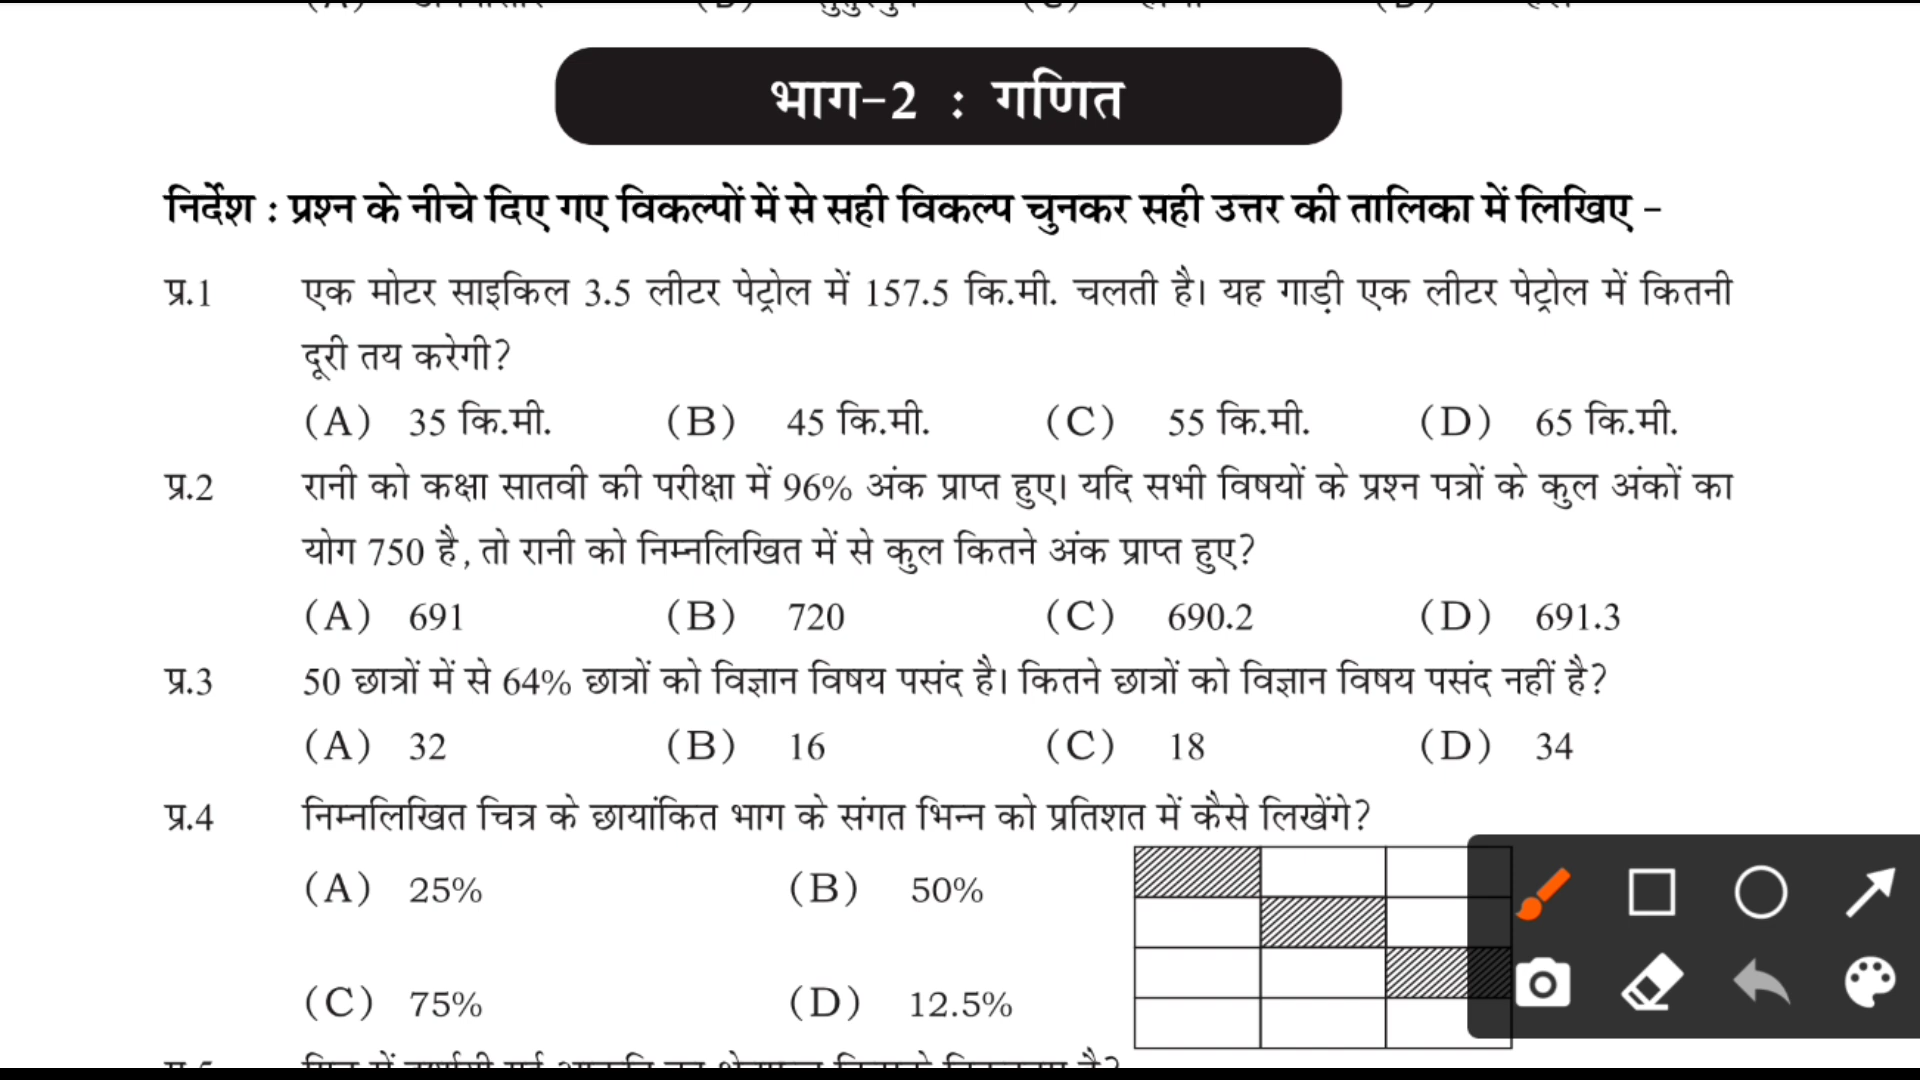 भाग-2 : गणित
निर्देश : प्रश्न के नीचे दिए गए विकल्पों में से सही विकल्प चुनकर सही उत्तर की तालिका में लिखिए -
प्र.1 एक मोटर साइकिल 3.5 लीटर पेट्रोल में 157.5 कि.मी. चलती है। यह गाड़ी एक लीटर पेट्रोल में कितनी
दूरी तय करेगी?
(A) 35 कि.मी. (B) 45 कि.मी. (C) 55 कि.मी. (D) 65 कि.मी.
प्र.2 रानी को कक्षा सातवी की परीक्षा में 96% अंक प्राप्त हुए। यदि सभी विषयों के प्रश्न पत्रों के कुल अंकों का
योग 750 है, तो रानी को निम्नलिखित में से कुल कितने अंक प्राप्त हुए?
(A) 691 (B) 720 (C) 690.2 (D) 691.3
प्र.3 50 छात्रों में से 64% छात्रों को विज्ञान विषय पसंद है। कितने छात्रों को विज्ञान विषय पसंद नहीं है?
(A) 32 (B) 16 (C) 18 (D) 34
प्र.4 निम्नलिखित चित्र के छायांकित भाग के संगत भिन्न को प्रतिशत में कैसे लिखेंगे?
(A) 25% (B) 50%
(C) 75% (D) 12.5%